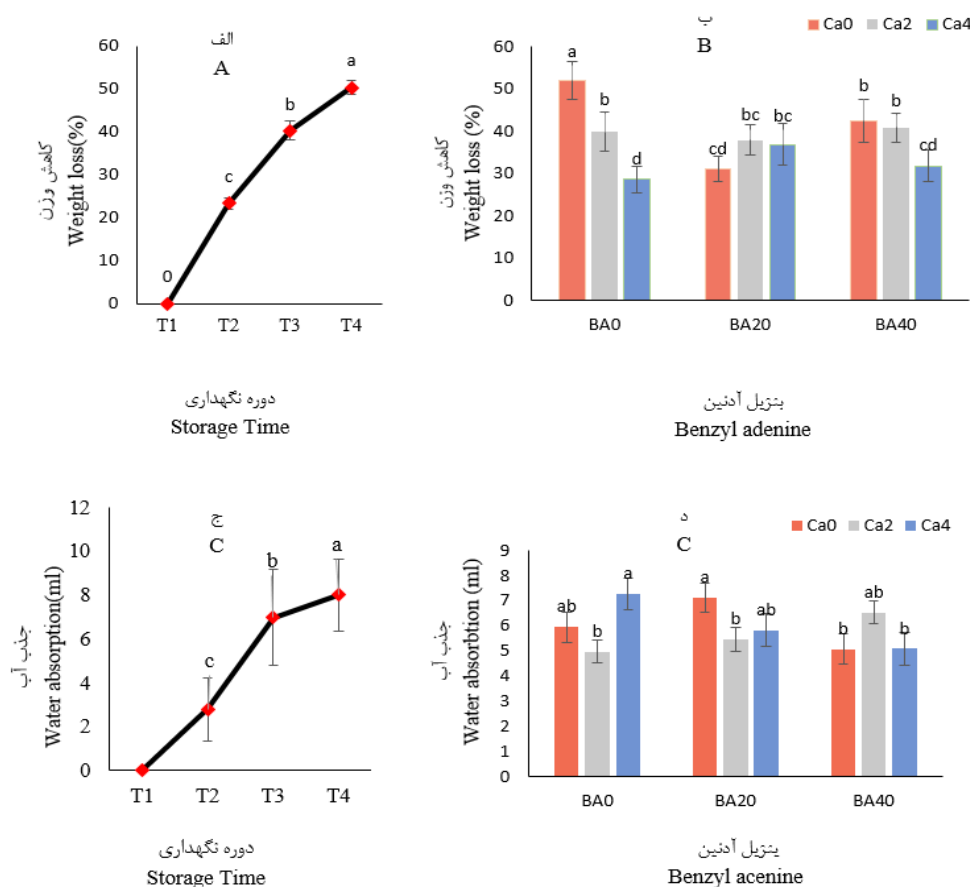 الف
A
60
50
40
30
20
10
0
0
c
b
a
T1 T2 T3 T4
کاهش وزن
Weight loss(%)
دوره نگهداری
Storage Time
ب
B
Ca0 Ca2 Ca4
60
50
40
30
20
10
0
a b d
cd bc bc
b b cd
BA0 BA20 BA40
کاهش وزن
Weight loss (%)
بنزیل آدنین
Benzyl adenine
ج
C
12
10
8
6
4
2
0
c
b
a
T1 T2 T3 T4
جذب آب
Water absorption(ml)
دوره نگهداری
Storage Time
د
C
Ca0 Ca2 Ca4
9
8
7
6
5
4
3
2
1
0
ab b a
a b ab
b ab b
BA0 BA20 BA40
جذب آب
Water absorbtion (ml)
ینزیل آدنین
Benzyl acenine